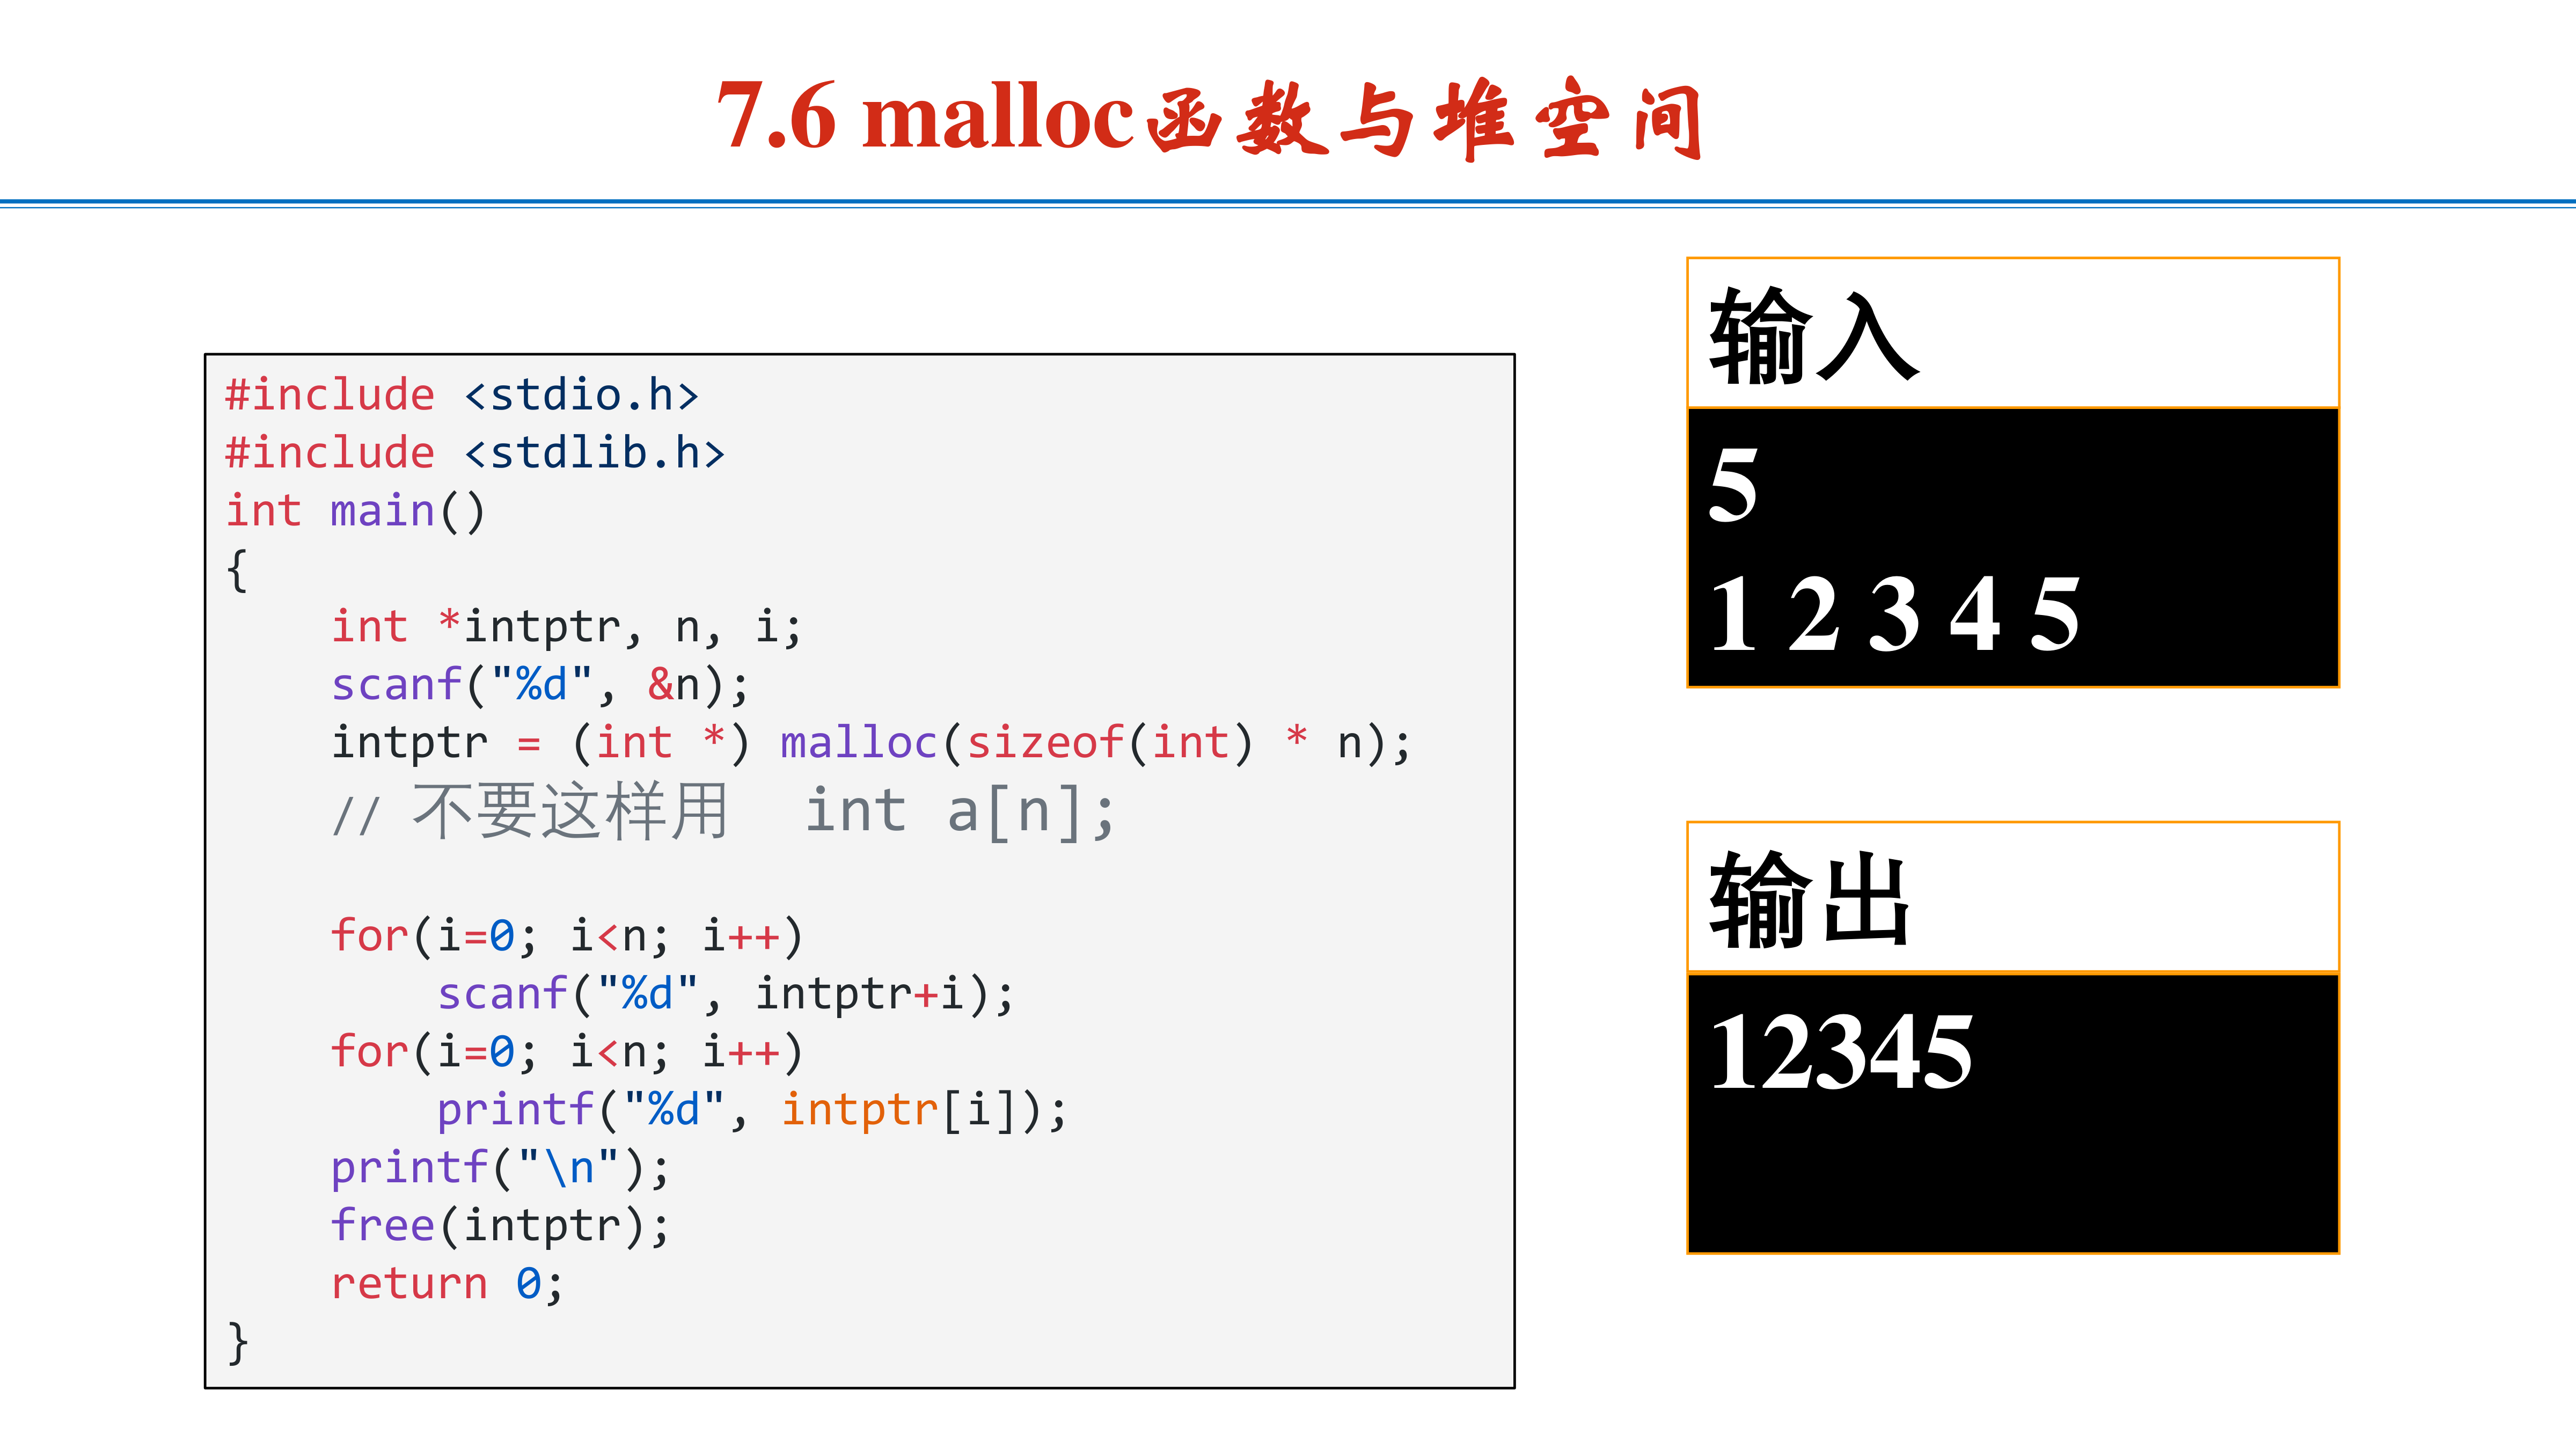 7.6 malloc函数与堆空间
#include <stdio.h>
#include <stdlib.h>
int main()
{
    int *intptr, n, i;
    scanf("%d", &n);
    intptr = (int *) malloc(sizeof(int) * n);
    // 不要这样用  int a[n];
    for(i=0; i<n; i++)
        scanf("%d", intptr+i);
    for(i=0; i<n; i++)
        printf("%d", intptr[i]);
    printf("\n");
    free(intptr);
    return 0;
}
输入
5
1 2 3 4 5
输出
12345